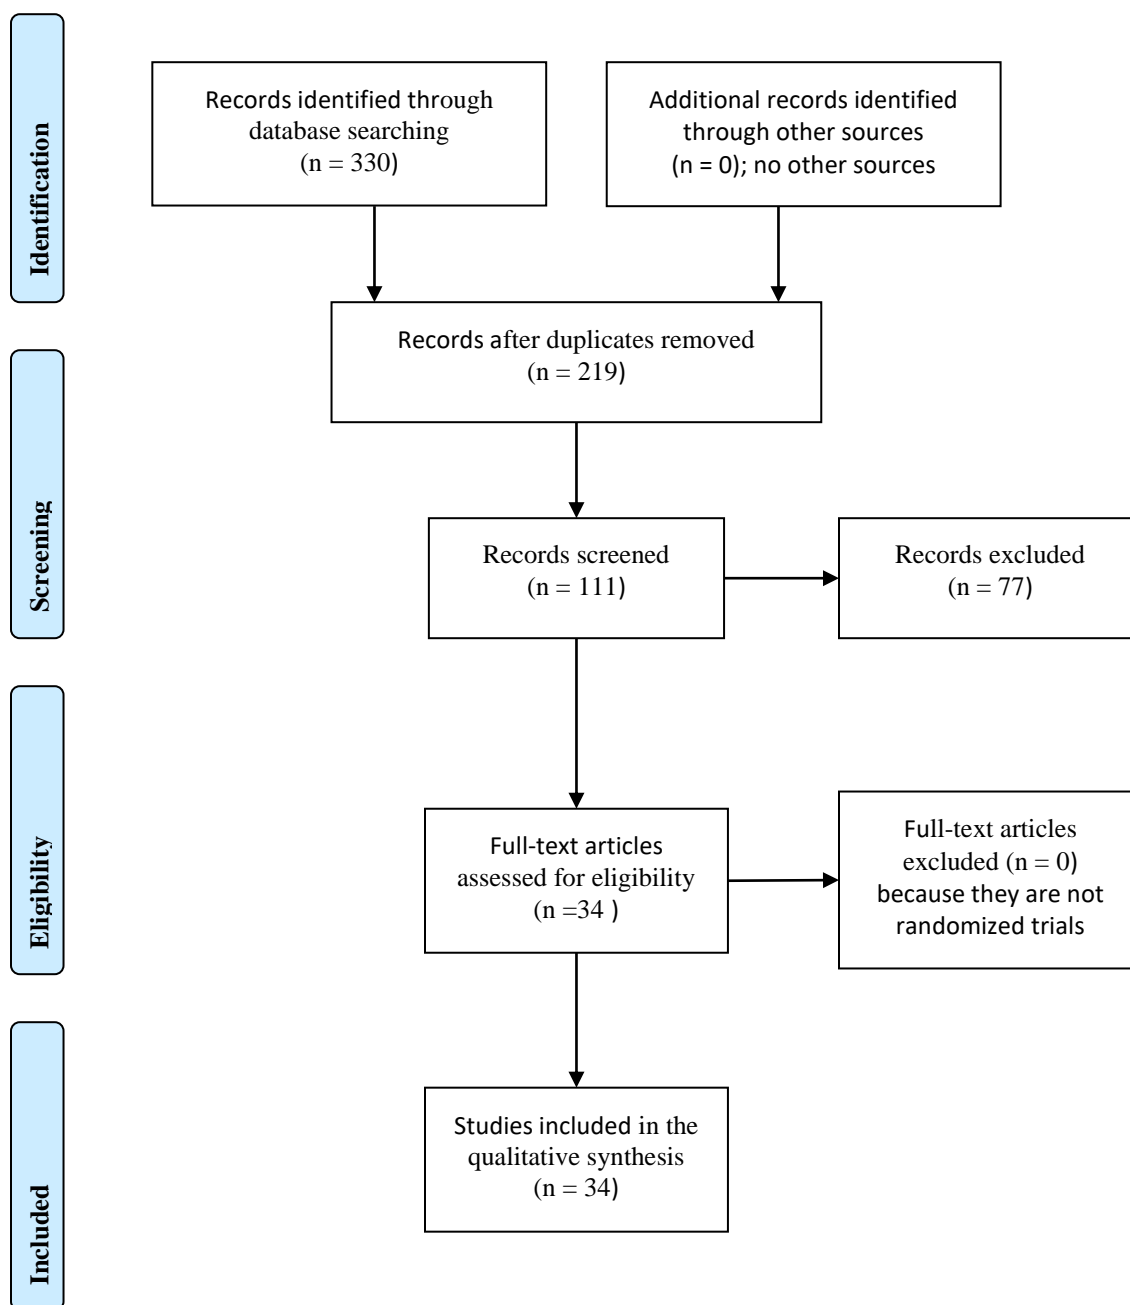 Identification
Records identified through
database searching
(n = 330)
Additional records identified
through other sources
(n = 0); no other sources
Records after duplicates removed
(n = 219)
Screening
Records screened
(n = 111)
Records excluded
(n = 77)
Eligibility
Full-text articles
assessed for eligibility
(n =34 )
Full-text articles
excluded (n = 0)
because they are not
randomized trials
Included
Studies included in the
qualitative synthesis
(n = 34)